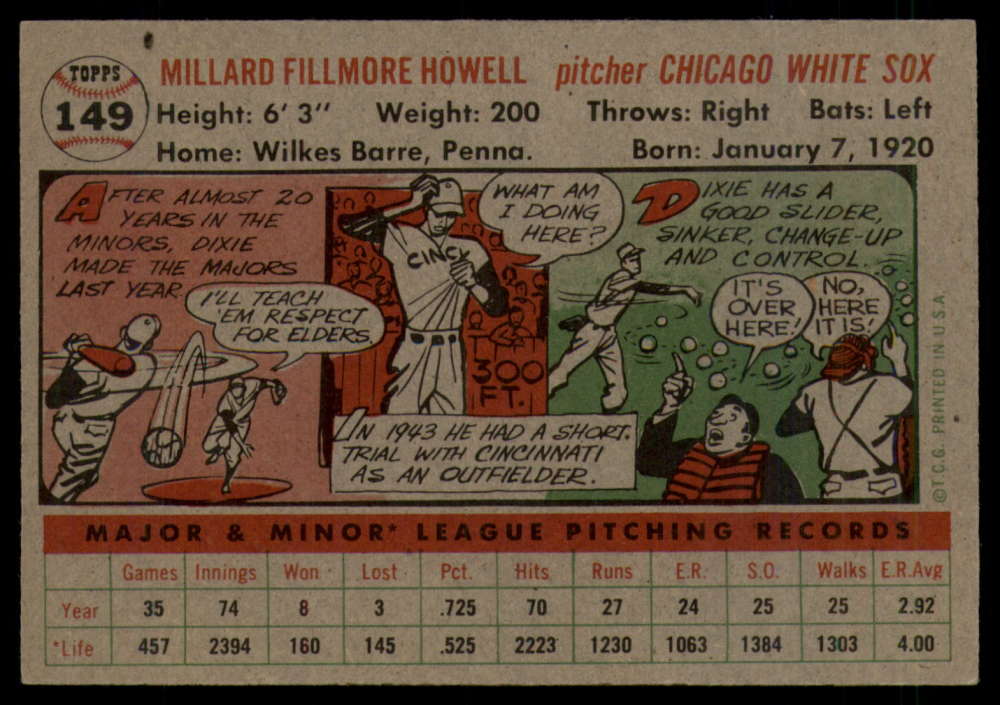 TOPPS
149
MILLARD FILLMORE HOWELL pitcher CHICAGO WHITE SOX
Height: 6' 3" Weight: 200 Throws: Right Bats: Left
Home: Wilkes Barre, Penna. Born: January 7, 1920
AFTER ALMOST 20
YEARS IN THE
MINORS, DIXIE
MADE THE MAJORS
LAST YEAR.
I'LL TEACH
'EM RESPECT
FOR ELDERS.
WHAT AM
I DOING
HERE?
CINCY
300
FT.
IN 1943 HE HAD A SHORT
TRIAL WITH CINCINNATI
AS AN OUTFIELDER.
DIXIE HAS A
GOOD SLIDER,
SINKER, CHANGE-UP
AND CONTROL...
IT'S
OVER
HERE!
NO,
HERE
IT IS!
©T.C.G. PRINTED IN U.S.A.
MAJOR & MINOR* LEAGUE PITCHING RECORDS
Games Innings Won Lost Pct. Hits Runs E.R. S.O. Walks E.R.Avg
Year 35 74 8 3 .725 70 27 24 25 25 2.92
*Life 457 2394 160 145 .525 2223 1230 1063 1384 1303 4.00